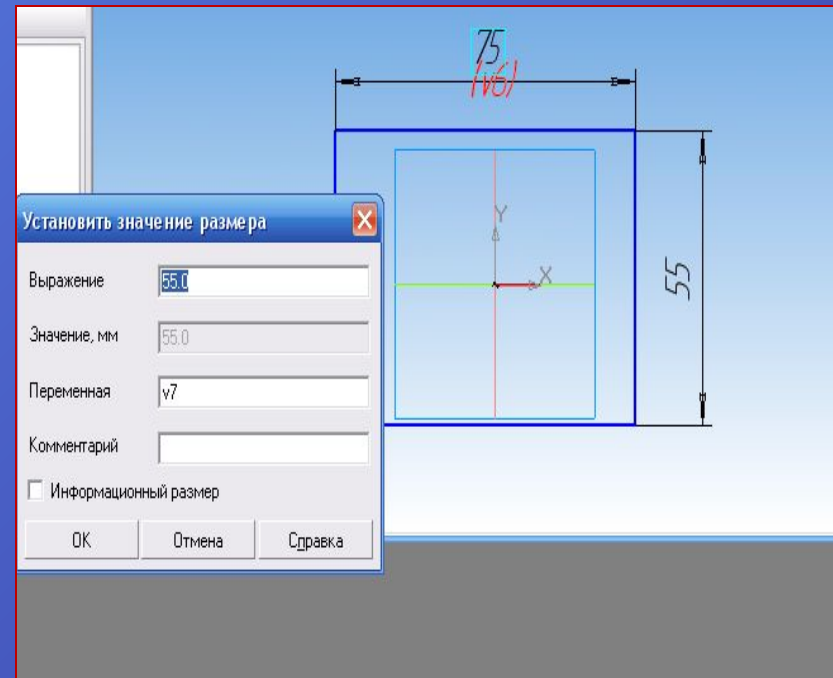 75
(v6)
Y
X
55
Установить значение размера
Выражение
55.0
Значение, мм
55.0
Переменная
v7
Комментарий
Информационный размер
OK
Отмена
Справка